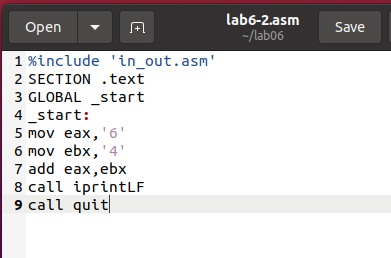 Open
lab6-2.asm
~/lab06
Save
1 %include 'in_out.asm'
2 SECTION .text
3 GLOBAL _start
4 _start:
5 mov eax,'6'
6 mov ebx,'4'
7 add eax,ebx
8 call iprintLF
9 call quit